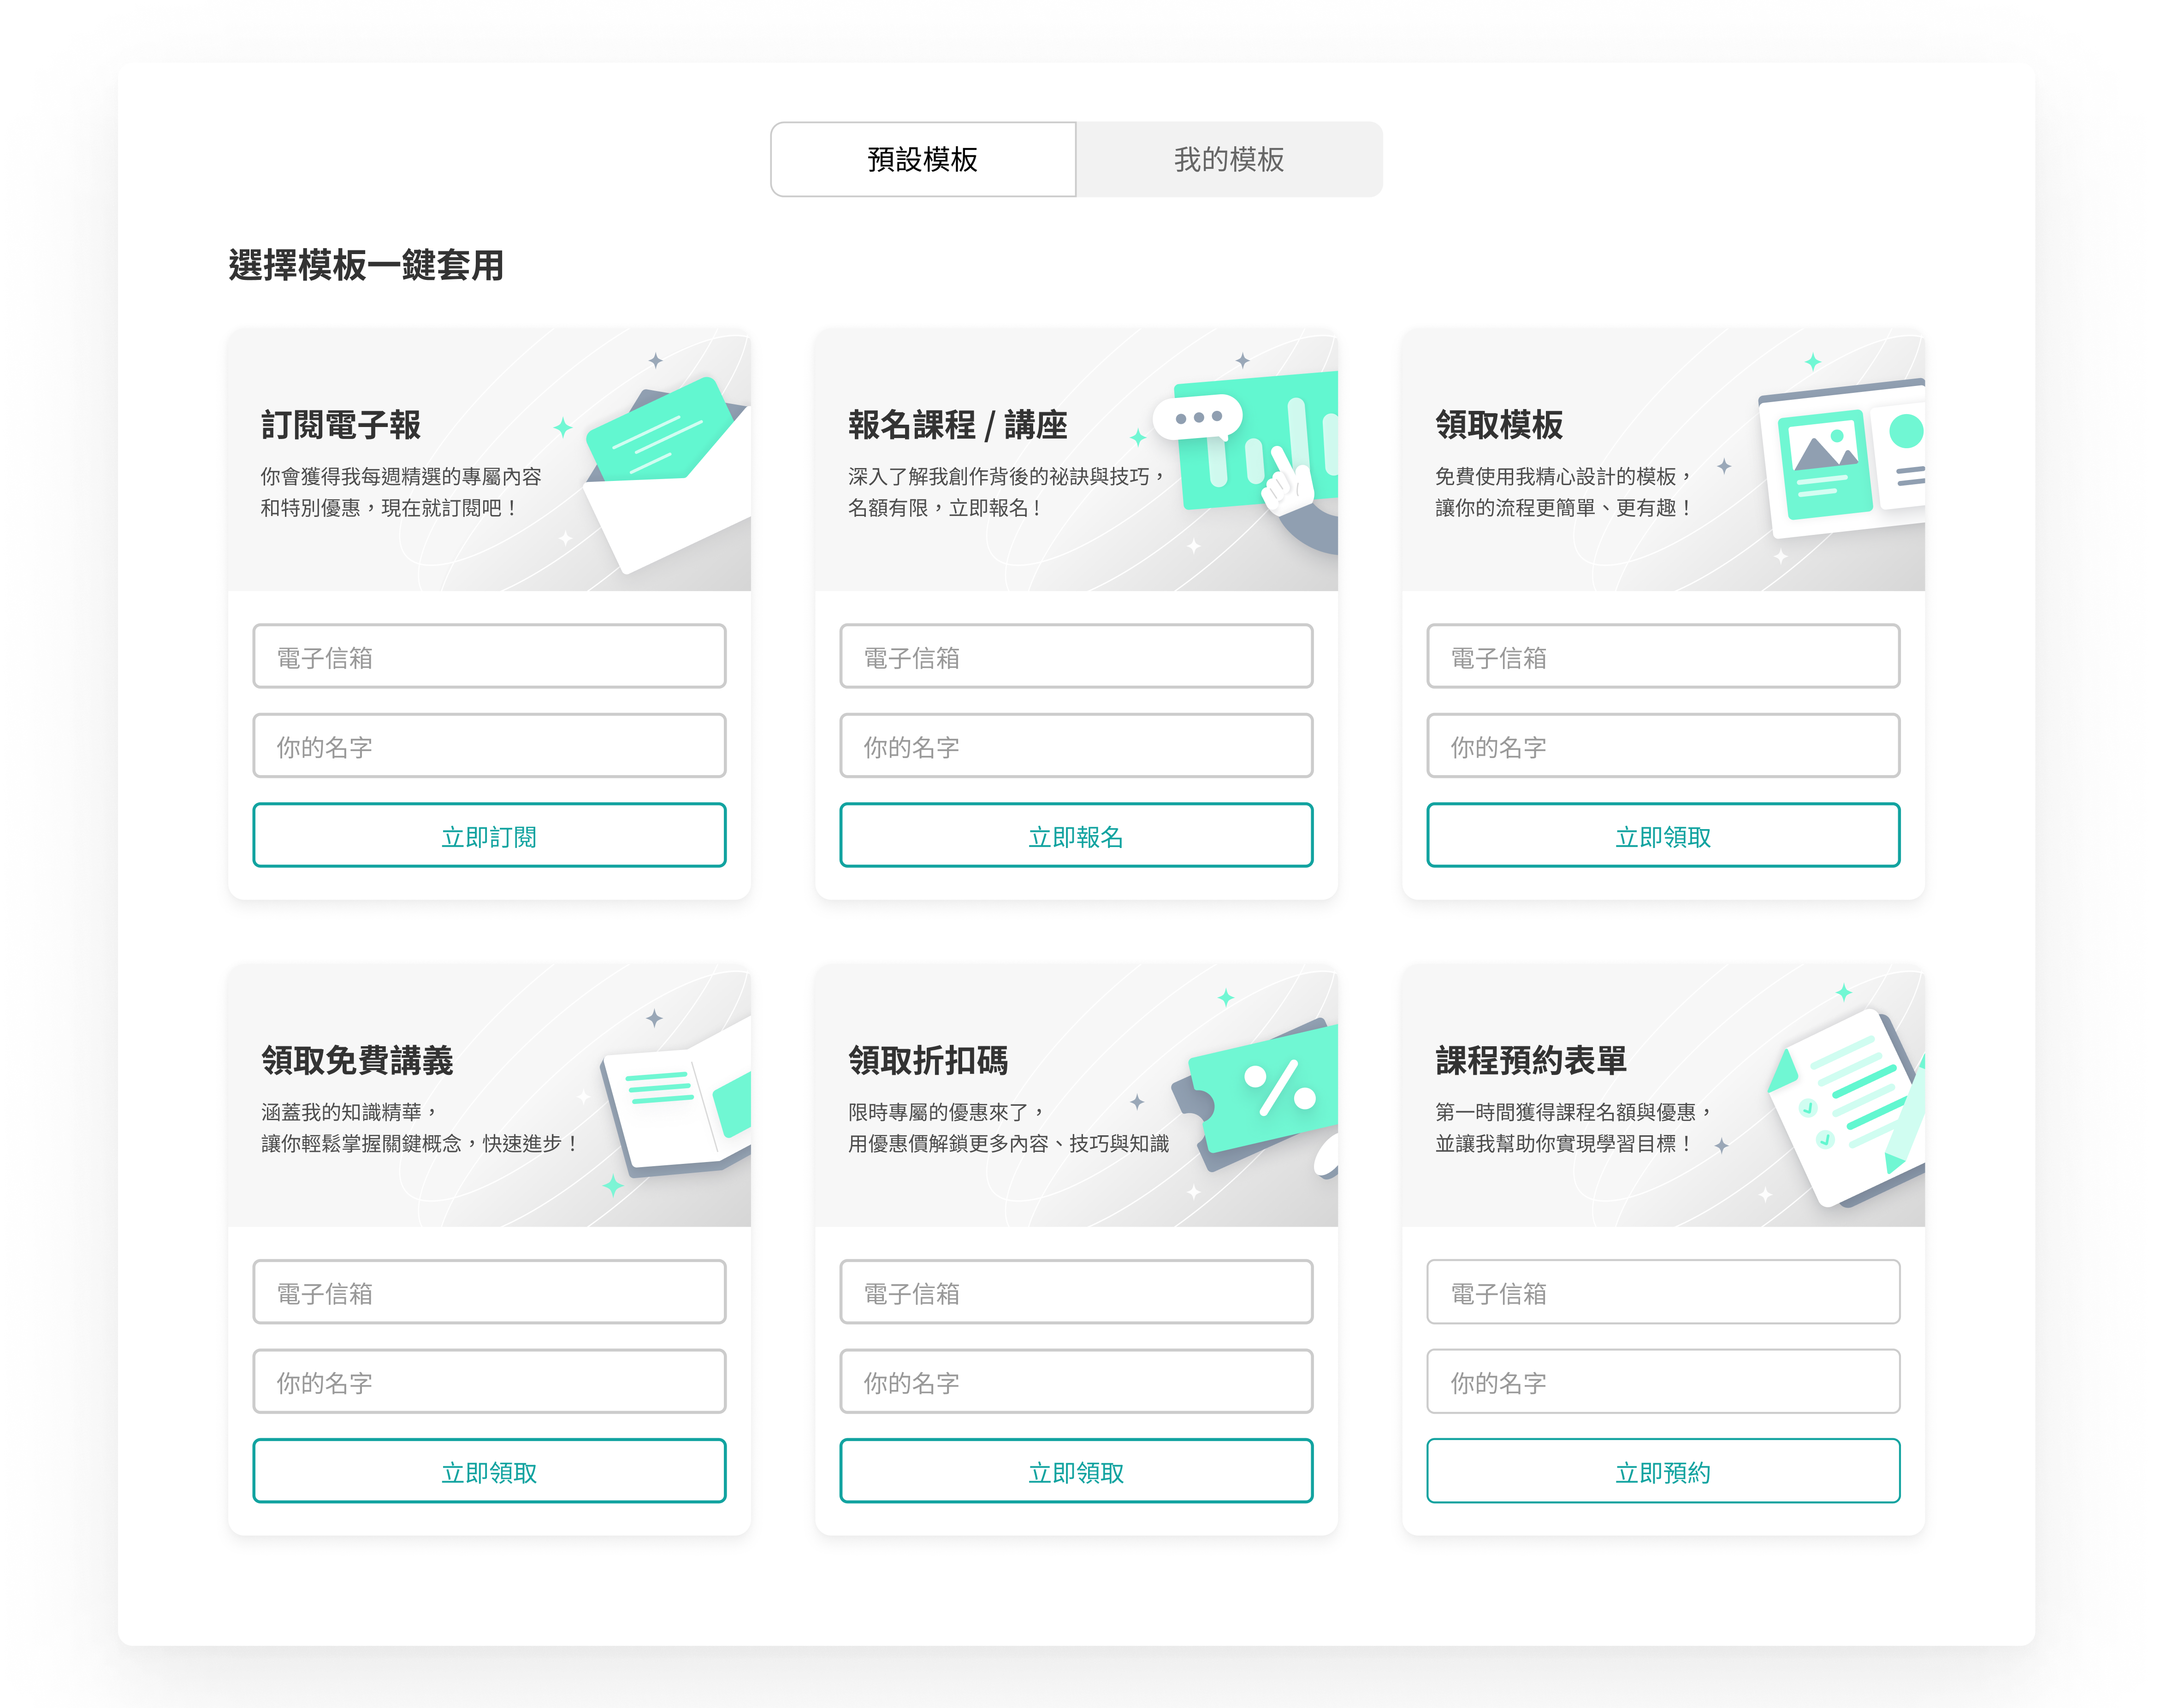 預設模板
我的模板
選擇模板一鍵套用
訂閱電子報
你會獲得我每週精選的專屬內容
和特別優惠，現在就訂閱吧！
電子信箱
你的名字
立即訂閱
報名課程 / 講座
深入了解我創作背後的祕訣與技巧，
名額有限，立即報名！
電子信箱
你的名字
立即報名
領取模板
免費使用我精心設計的模板，
讓你的流程更簡單、更有趣！
電子信箱
你的名字
立即領取
領取免費講義
涵蓋我的知識精華，
讓你輕鬆掌握關鍵概念，快速進步！
電子信箱
你的名字
立即領取
領取折扣碼
限時專屬的優惠來了，
用優惠價解鎖更多內容、技巧與知識
%
電子信箱
你的名字
立即領取
課程預約表單
第一時間獲得課程名額與優惠，
並讓我幫助你實現學習目標！
電子信箱
你的名字
立即預約